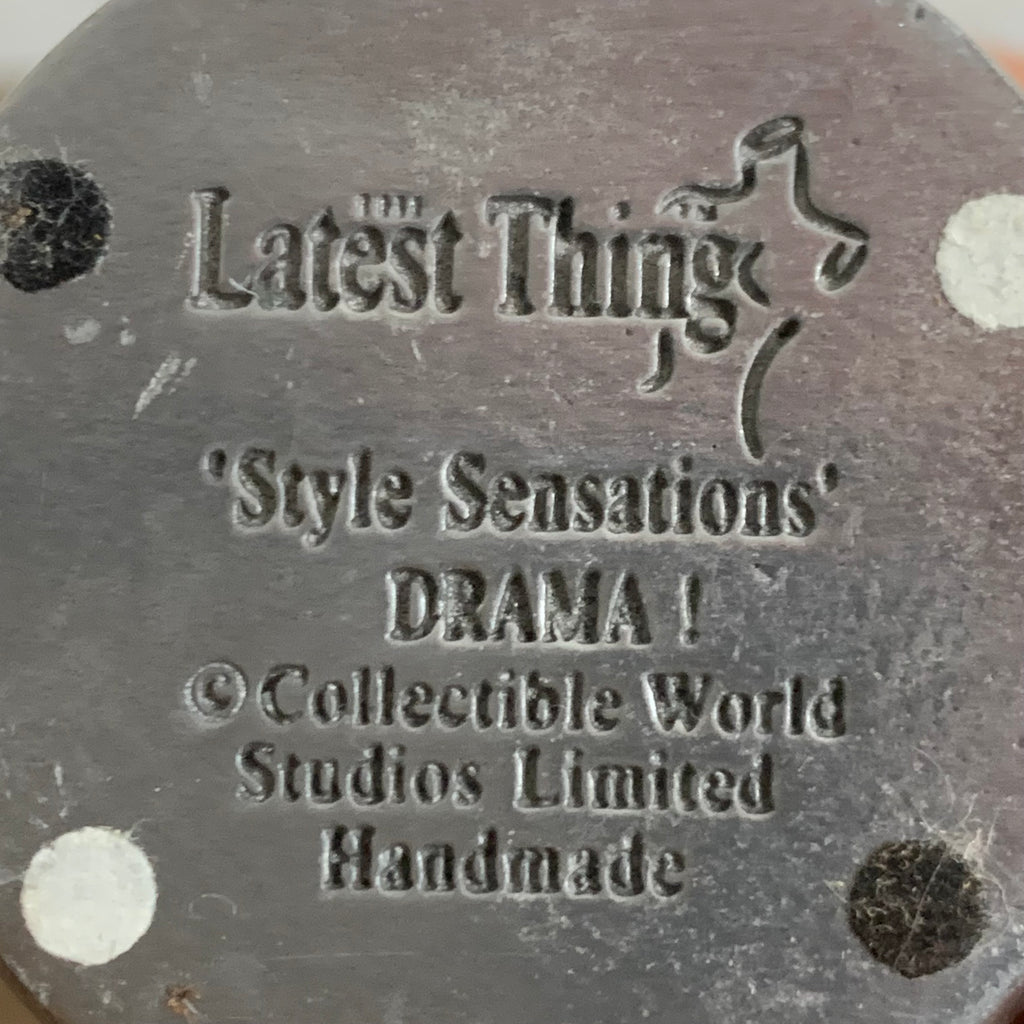 Latest Thing
'Style Sensations'
DRAMA !
© Collectible World
Studios Limited
Handmade